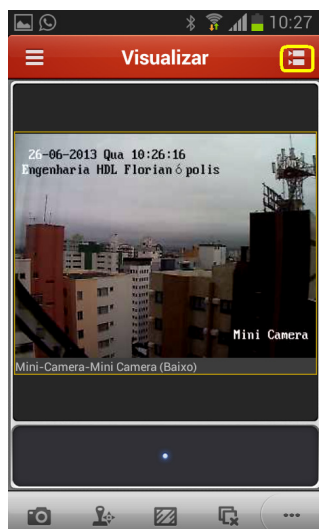 10:27
Visualizar
26-06-2013 Qua 10:26:16
Engenharia HDL Florianópolis
Mini Camera
Mini-Camera-Mini Camera (Baixo)